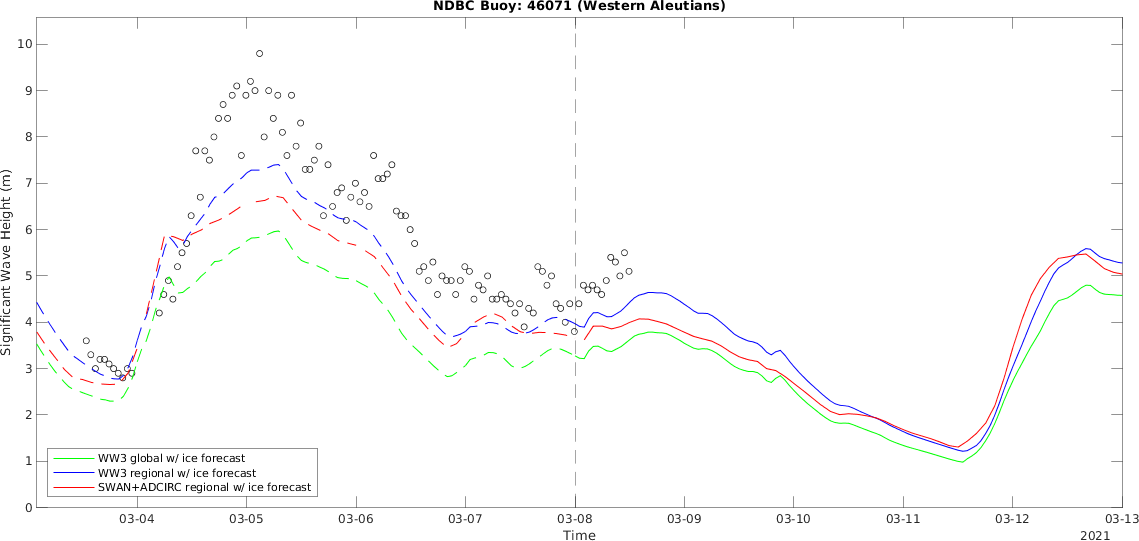 NDBC Buoy: 46071 (Western Aleutians)
10
9
8
7
6
5
4
3
2
1
0
Significant Wave Height (m)
WW3 global w/ ice forecast
WW3 regional w/ ice forecast
SWAN+ADCIRC regional w/ ice forecast
03-04 03-05 03-06 03-07 03-08 03-09 03-10 03-11 03-12 03-13
Time
2021